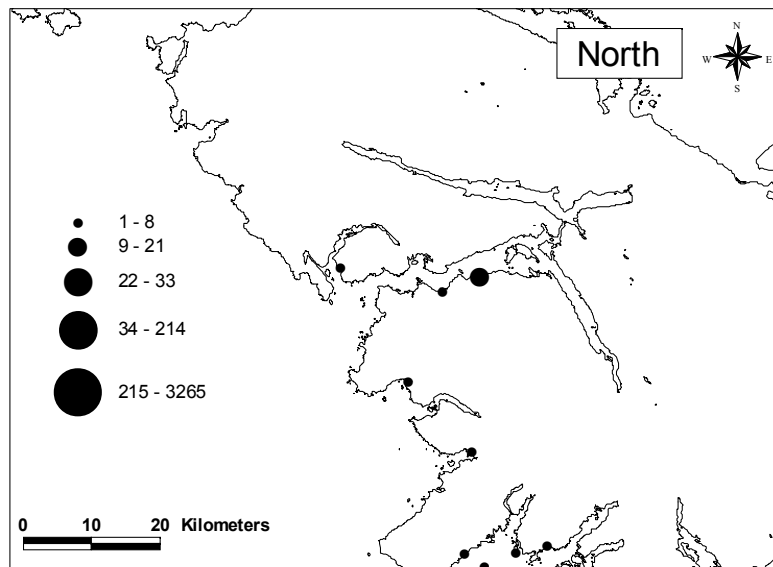 North
N
W E
S
1 - 8
9 - 21
22 - 33
34 - 214
215 - 3265
0 10 20 Kilometers